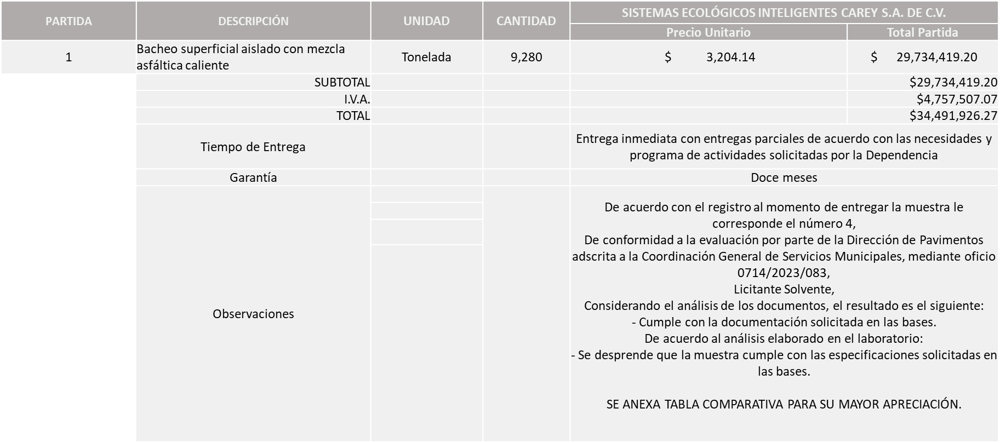 PARTIDA DESCRIPCIÓN UNIDAD CANTIDAD SISTEMAS ECOLÓGICOS INTELIGENTES CAREY S.A. DE C.V.
Precio Unitario Total Partida
1 Bacheo superficial aislado con mezcla asfáltica caliente Tonelada 9,280 $ 3,204.14 $ 29,734,419.20
SUBTOTAL $29,734,419.20
I.V.A. $4,757,507.07
TOTAL $34,491,926.27
Tiempo de Entrega
Entrega inmediata con entregas parciales de acuerdo con las necesidades y
programa de actividades solicitadas por la Dependencia
Garantía Doce meses
Observaciones
De acuerdo con el registro al momento de entregar la muestra le
corresponde el número 4,
De conformidad a la evaluación por parte de la Dirección de Pavimentos
adscrita a la Coordinación General de Servicios Municipales, mediante oficio
0714/2023/083,
Licitante Solvente,
Considerando el análisis de los documentos, el resultado es el siguiente:
- Cumple con la documentación solicitada en las bases.
De acuerdo al análisis elaborado en el laboratorio:
- Se desprende que la muestra cumple con las especificaciones solicitadas en
las bases.
SE ANEXA TABLA COMPARATIVA PARA SU MAYOR APRECIACIÓN.